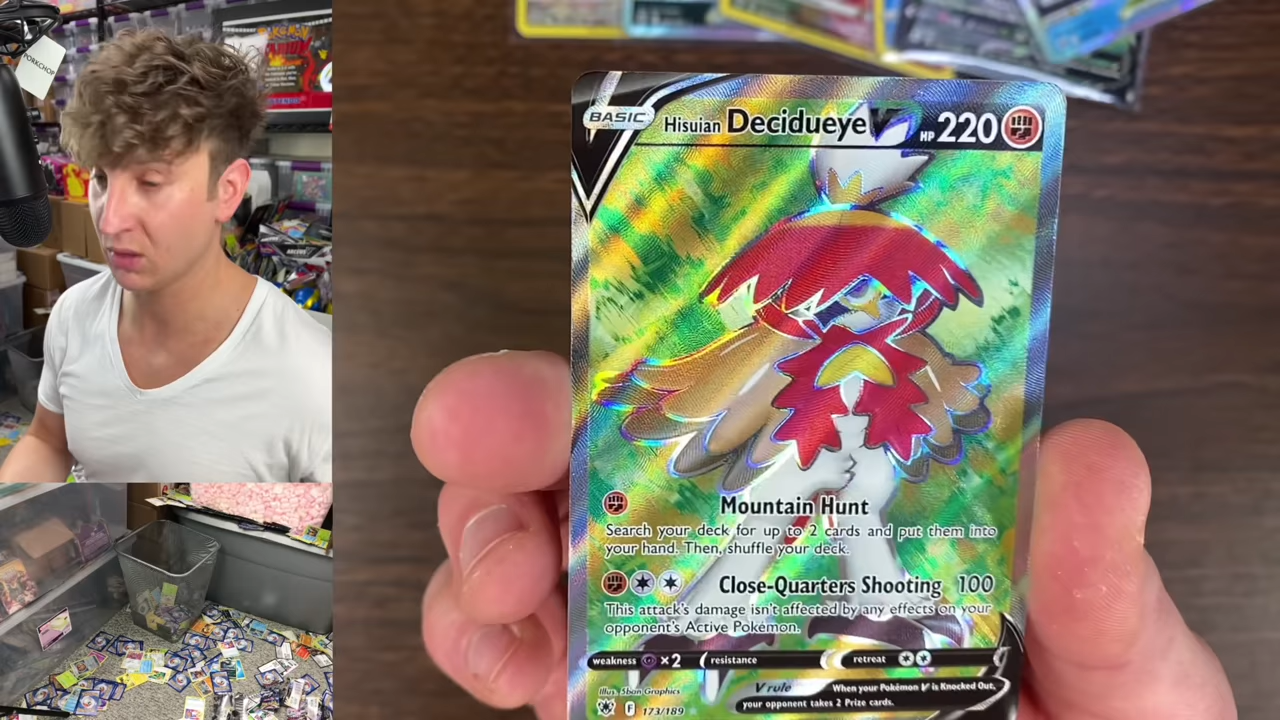 PORKCHOP
POKÉMON
BASIC
Hisuian Decidueye V HP 220
Mountain Hunt
Search your deck for up to 2 cards and put them into
your hand. Then, shuffle your deck.
Close-Quarters Shooting 100
This attack's damage isn't affected by any effects on your
opponent's Active Pokémon.
weakness ×2 resistance retreat
Illus. 5ban Graphics
V rule When your Pokémon V is Knocked Out,
your opponent takes 2 Prize cards.
F 173/189